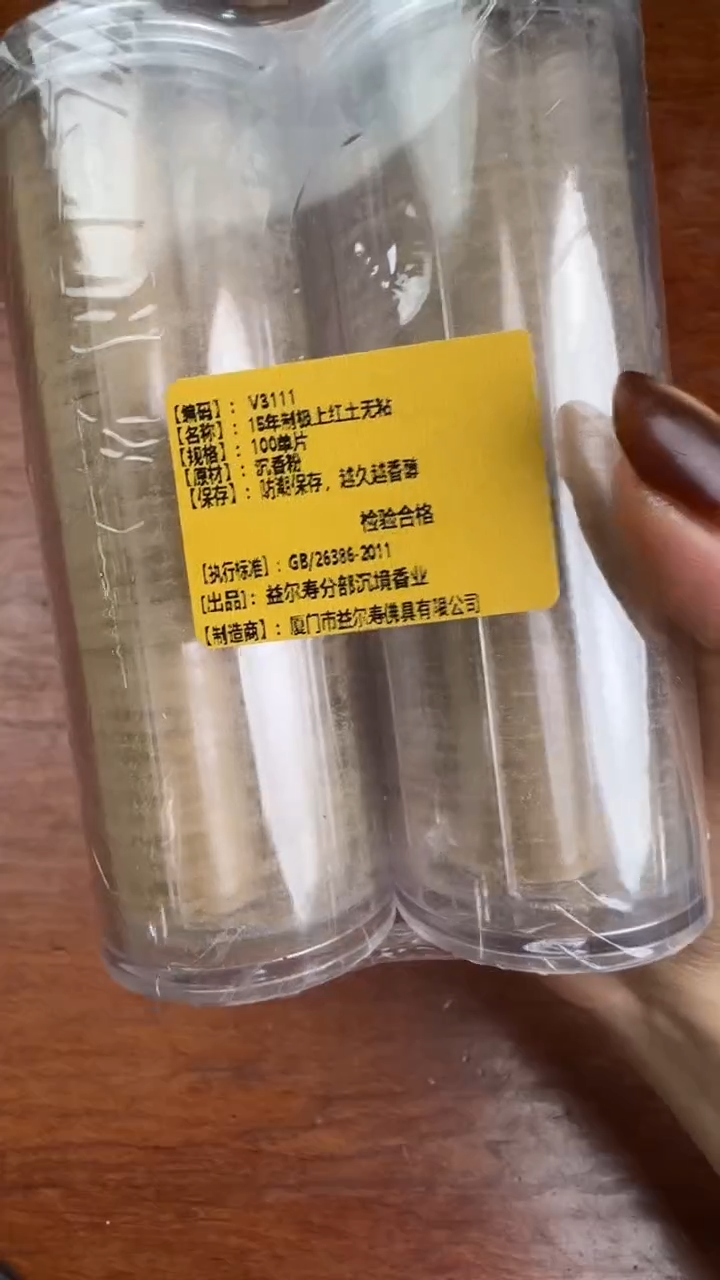 【编码】：V3111
【名称】：15年制极上红土无粘
【规格】：100单片
【原材】：沉香粉
【保存】：防潮保存，越久越香醇
检验合格
【执行标准】：GB/26386-2011
【出品】：益尔寿分部沉境香业
【制造商】：厦门市益尔寿佛具有限公司